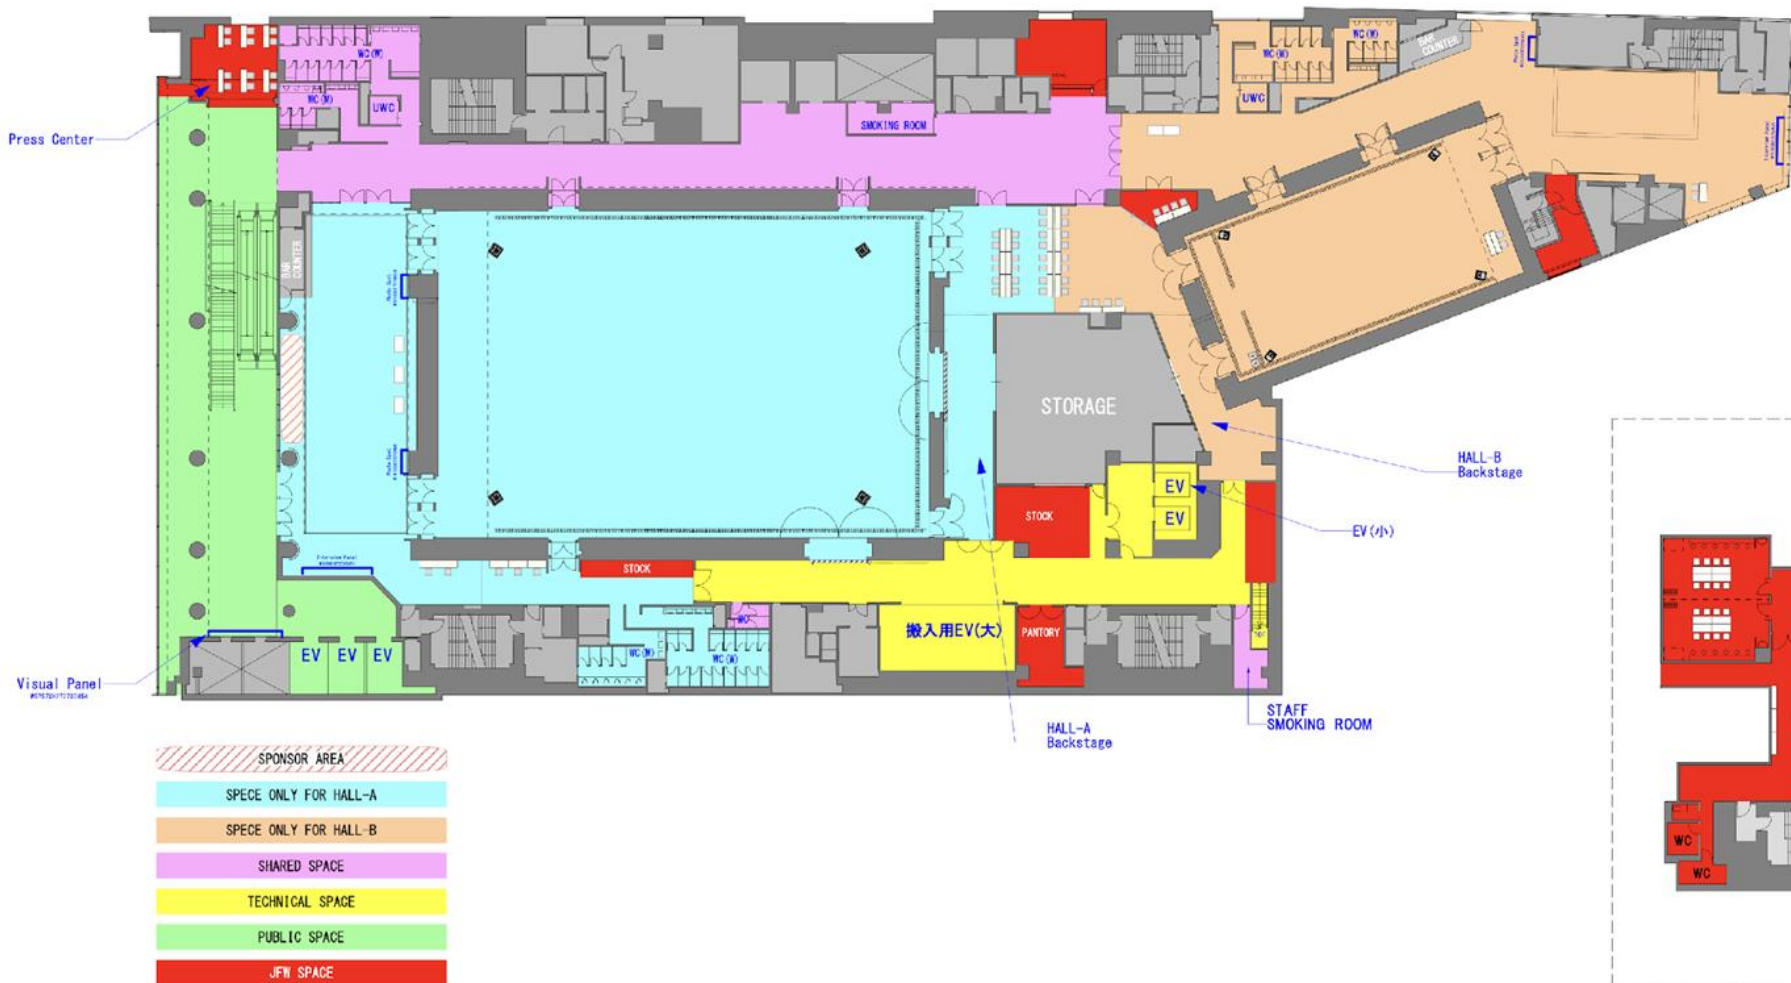 WC(W)
WC(M)
UWC
SMOKING ROOM
WC(W)
WC(M)
UWC
BAR COUNTER
Press Center
BAR
COUNTER
STORAGE
HALL-B
Backstage
EV
EV
EV(小)
STOCK
STOCK
WC
搬入用EV(大)
PANTORY
WC(M)
WC(W)
EV
EV
EV
Visual Panel
HALL-A
Backstage
STAFF
SMOKING ROOM
WC
WC
SPONSOR AREA
SPECE ONLY FOR HALL-A
SPECE ONLY FOR HALL-B
SHARED SPACE
TECHNICAL SPACE
PUBLIC SPACE
JFW SPACE